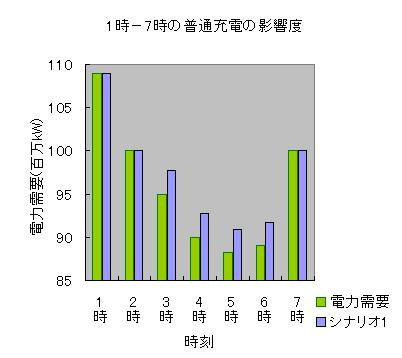 1時－7時の普通充電の影響度
電力需要(百万kW)
110
105
100
95
90
85
1時 2時 3時 4時 5時 6時 7時
時刻
電力需要
シナリオ1